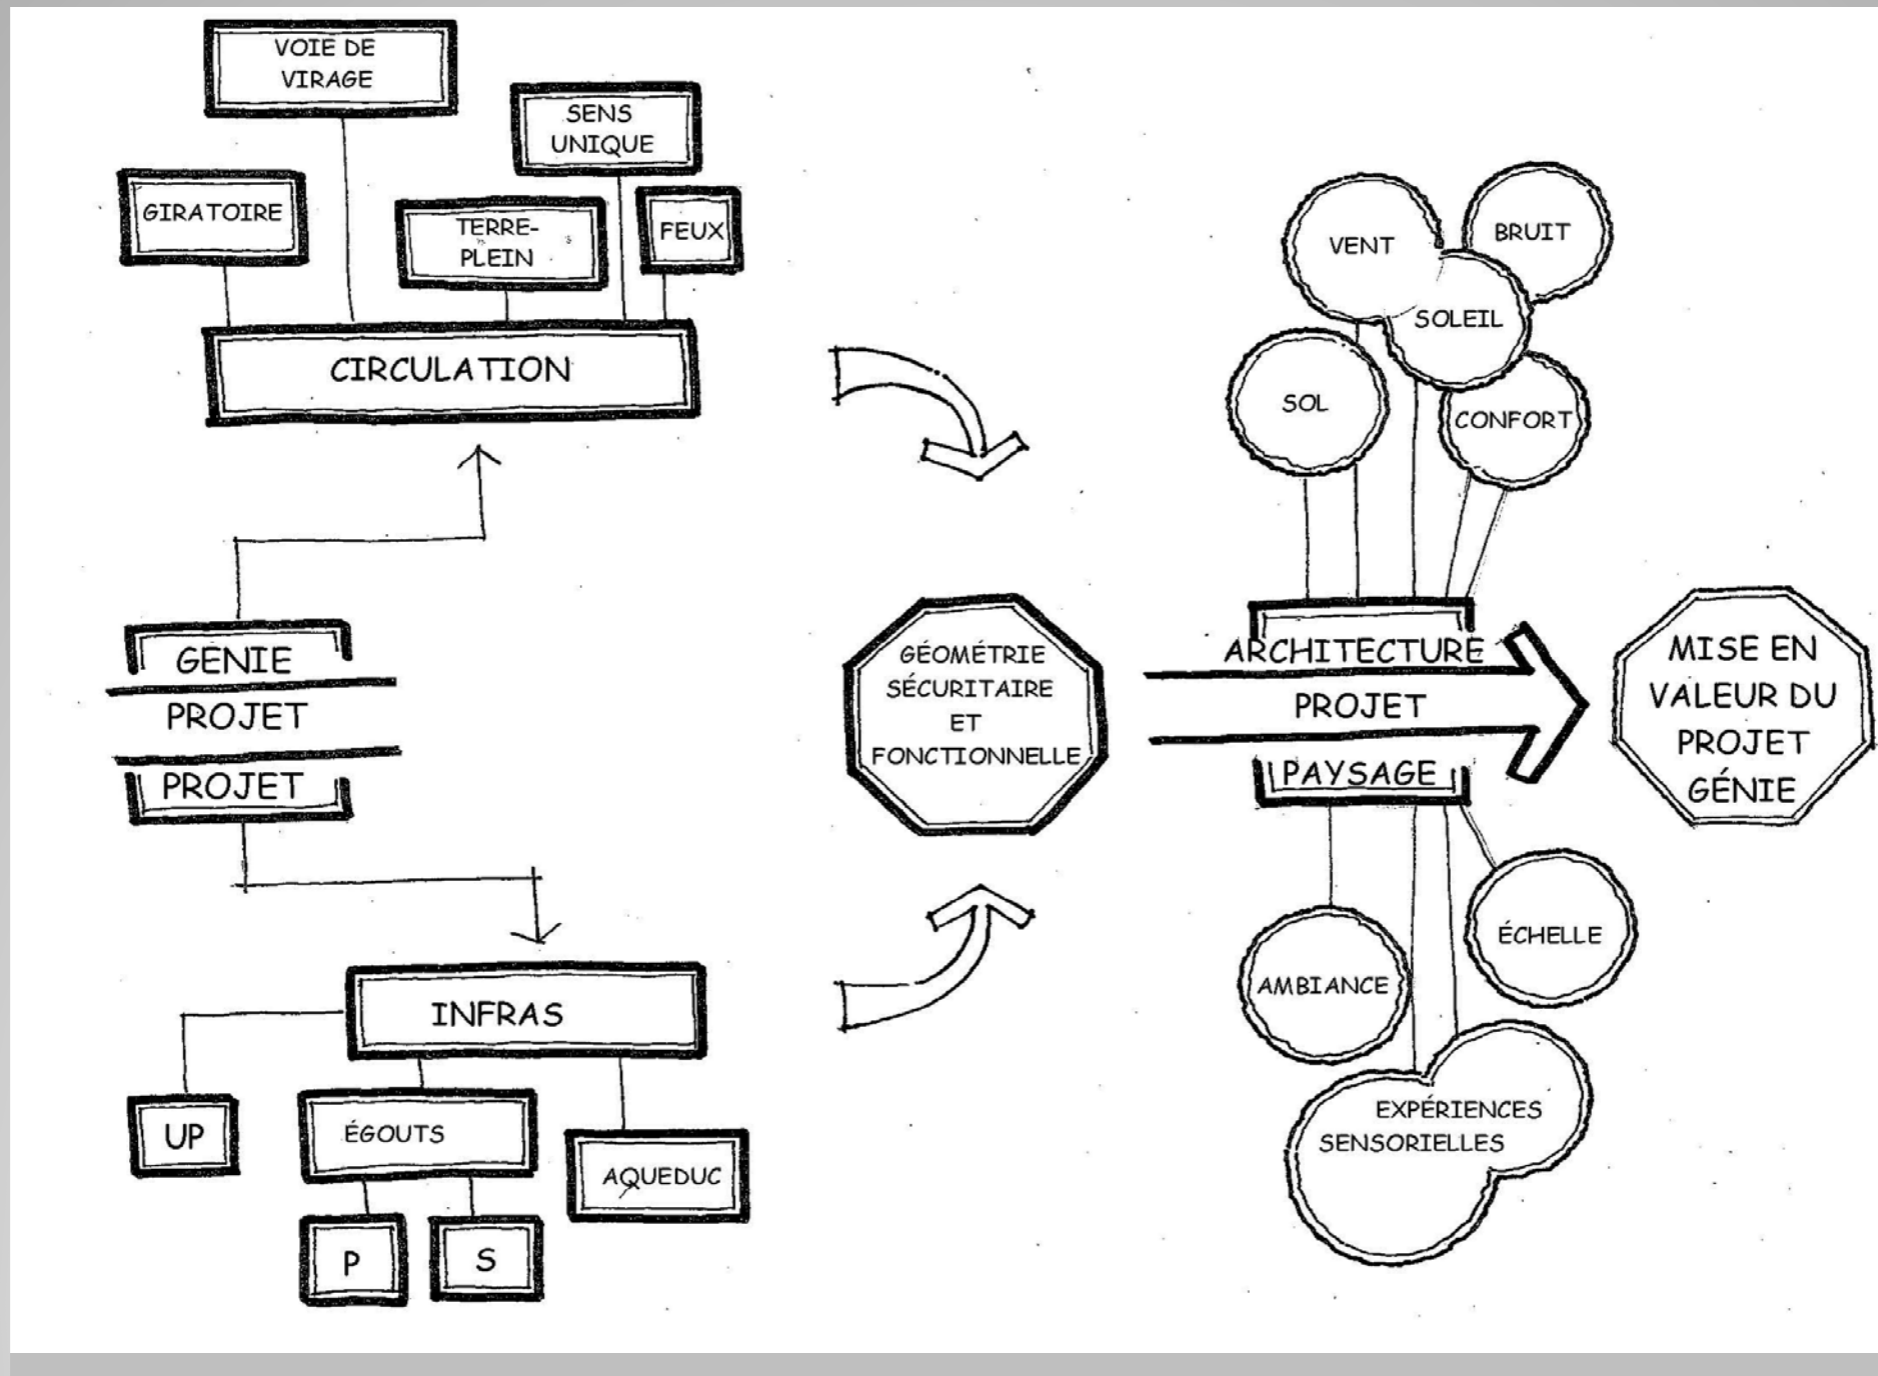 VOIE DE
VIRAGE
SENS
UNIQUE
GIRATOIRE
TERRE-
PLEIN
FEUX
CIRCULATION
GENIE
PROJET
PROJET
INFRAS
UP
ÉGOUTS
AQUEDUC
P
S
GÉOMÉTRIE
SÉCURITAIRE
ET
FONCTIONNELLE
VENT
BRUIT
SOLEIL
SOL
CONFORT
ARCHITECTURE
PROJET
PAYSAGE
AMBIANCE
ÉCHELLE
EXPÉRIENCES
SENSORIELLES
MISE EN
VALEUR DU
PROJET
GÉNIE